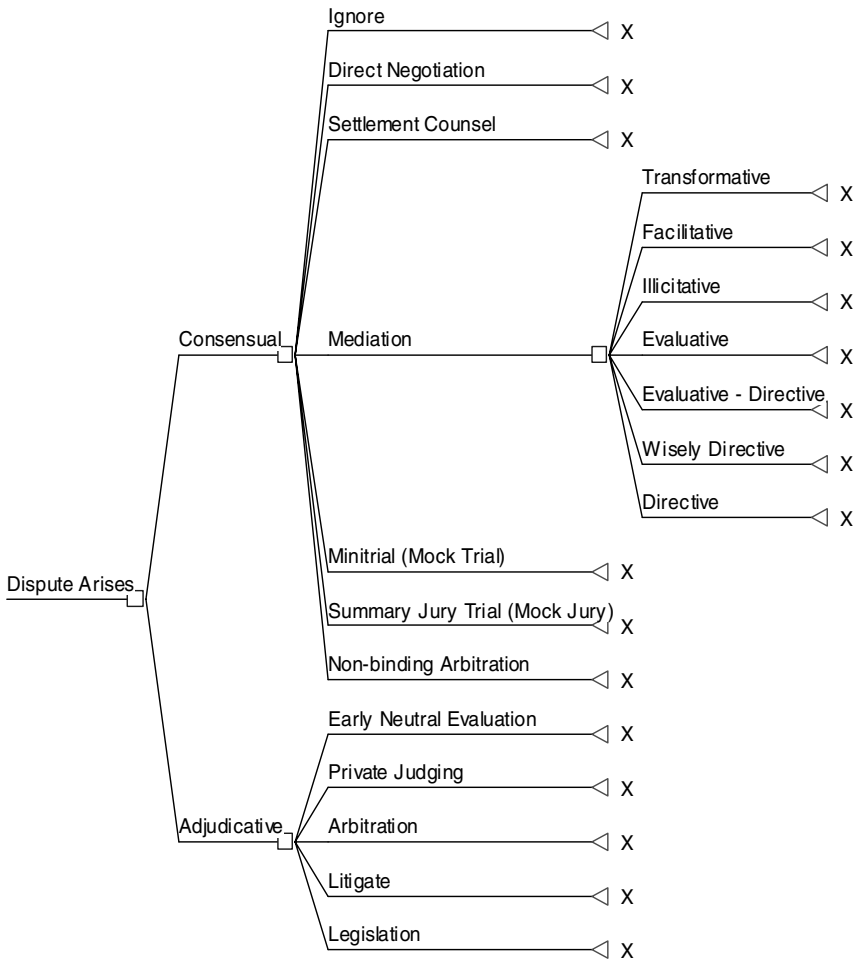 Ignore
X
Direct Negotiation
X
Settlement Counsel
X
Transformative
X
Facilitative
X
Illicitative
X
Consensual
Mediation
Evaluative
X
Evaluative - Directive
X
Wisely Directive
X
Directive
X
Minitrial (Mock Trial)
X
Dispute Arises
Summary Jury Trial (Mock Jury)
X
Non-binding Arbitration
X
Early Neutral Evaluation
X
Private Judging
X
Adjudicative
Arbitration
X
Litigate
X
Legislation
X